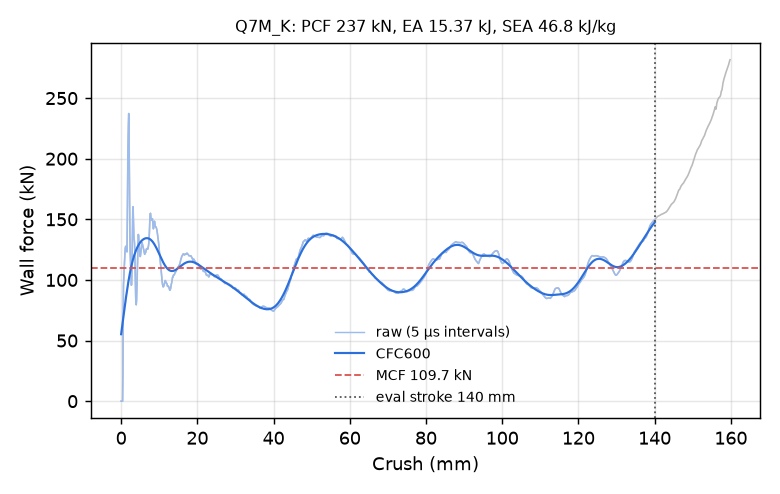 Q7M_K: PCF 237 kN, EA 15.37 kJ, SEA 46.8 kJ/kg
Wall force (kN)
250
200
150
100
50
0
raw (5 µs intervals)
CFC600
MCF 109.7 kN
eval stroke 140 mm
0 20 40 60 80 100 120 140 160
Crush (mm)